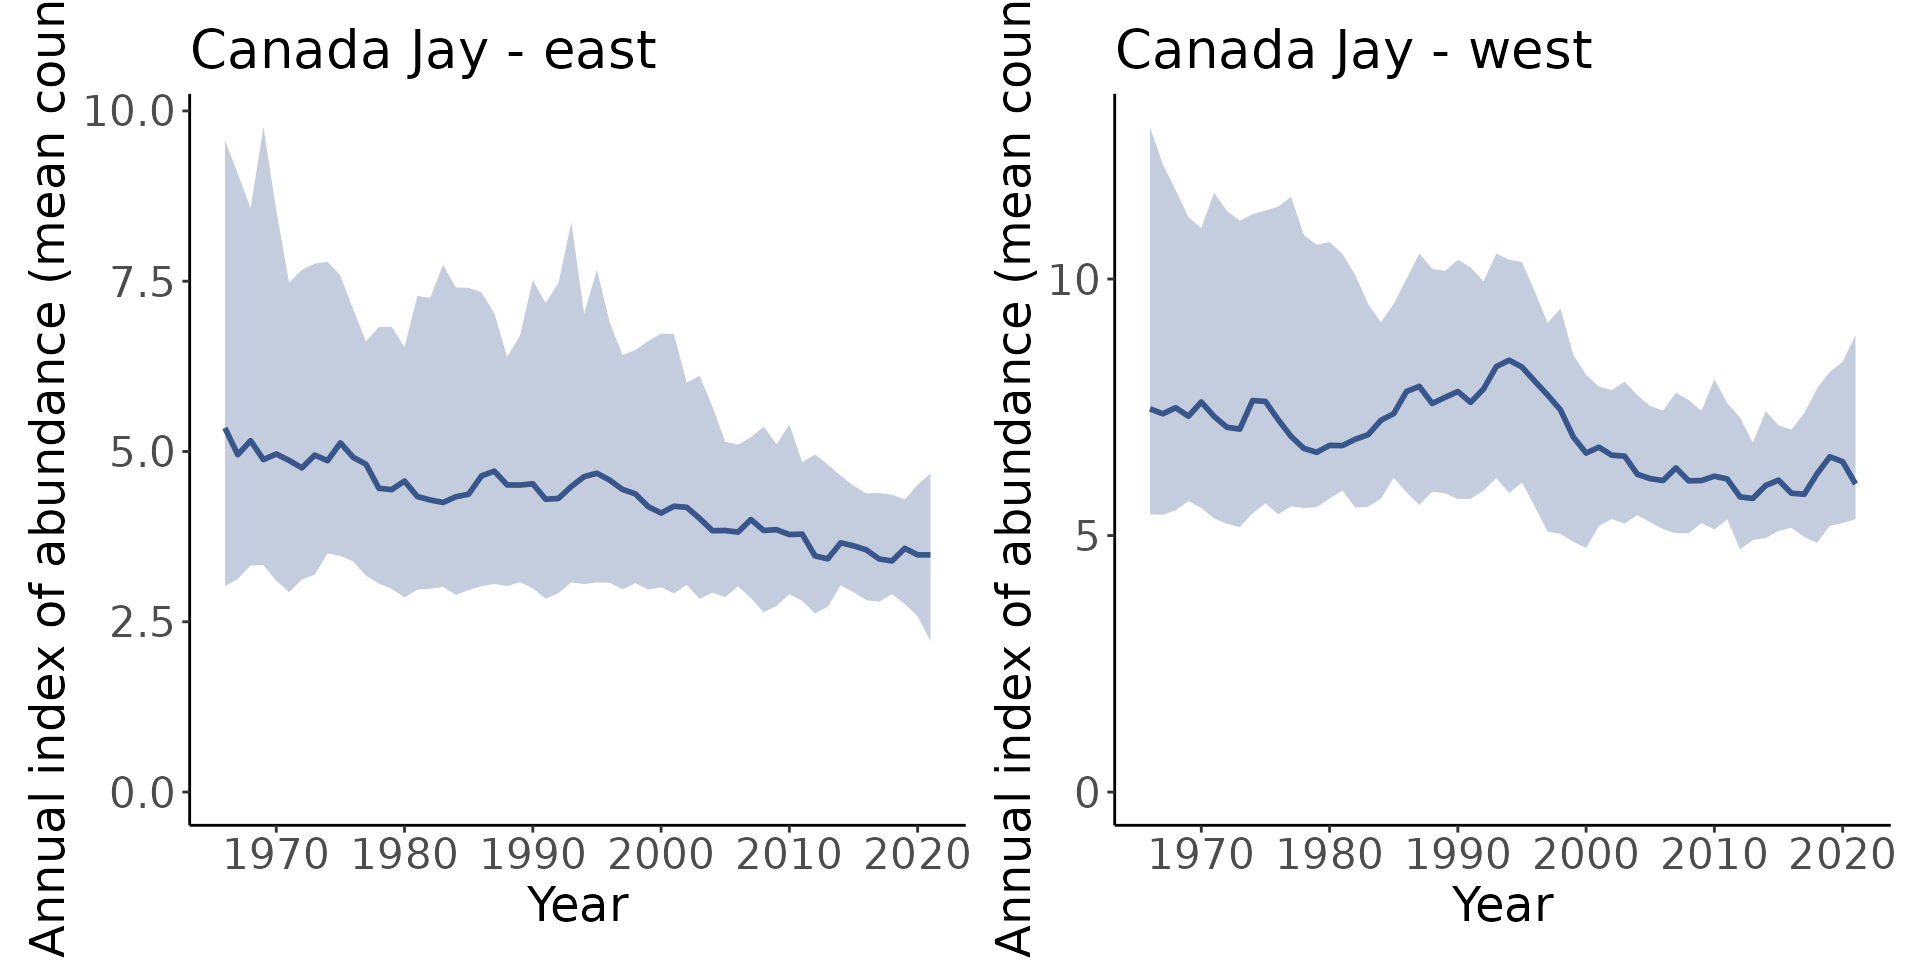 Canada Jay - east
Annual index of abundance (mean coun
10.0
7.5
5.0
2.5
0.0
1970 1980 1990 2000 2010 2020
Year
Canada Jay - west
Annual index of abundance (mean coun
10
5
0
1970 1980 1990 2000 2010 2020
Year